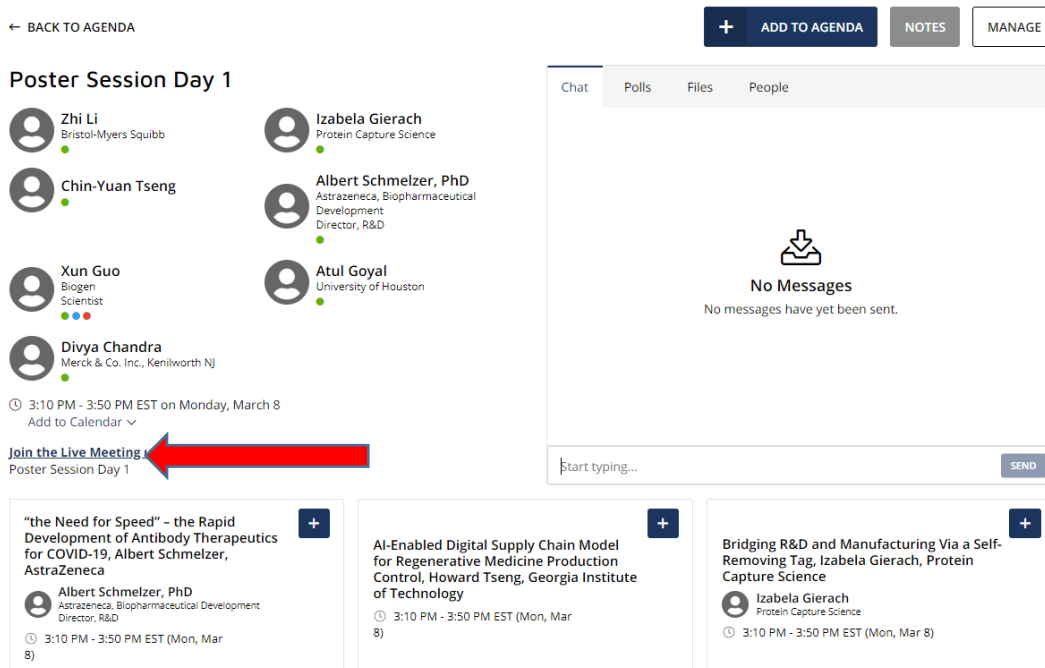 ← BACK TO AGENDA
+ ADD TO AGENDA
NOTES
MANAGE
Poster Session Day 1
Zhi Li
Bristol-Myers Squibb
Izabela Gierach
Protein Capture Science
Chin-Yuan Tseng
Albert Schmelzer, PhD
Astrazeneca, Biopharmaceutical
Development
Director, R&D
Xun Guo
Biogen
Scientist
Atul Goyal
University of Houston
Divya Chandra
Merck & Co. Inc., Kenilworth NJ
3:10 PM - 3:50 PM EST on Monday, March 8
Add to Calendar
Join the Live Meeting
Poster Session Day 1
Chat
Polls
Files
People
No Messages
No messages have yet been sent.
Start typing...
SEND
“the Need for Speed” – the Rapid
Development of Antibody Therapeutics
for COVID-19, Albert Schmelzer,
AstraZeneca
+
Albert Schmelzer, PhD
Astrazeneca, Biopharmaceutical Development
Director, R&D
3:10 PM - 3:50 PM EST (Mon, Mar
8)
AI-Enabled Digital Supply Chain Model
for Regenerative Medicine Production
Control, Howard Tseng, Georgia Institute
of Technology
+
3:10 PM - 3:50 PM EST (Mon, Mar
8)
Bridging R&D and Manufacturing Via a Self-
Removing Tag, Izabela Gierach, Protein
Capture Science
+
Izabela Gierach
Protein Capture Science
3:10 PM - 3:50 PM EST (Mon, Mar 8)